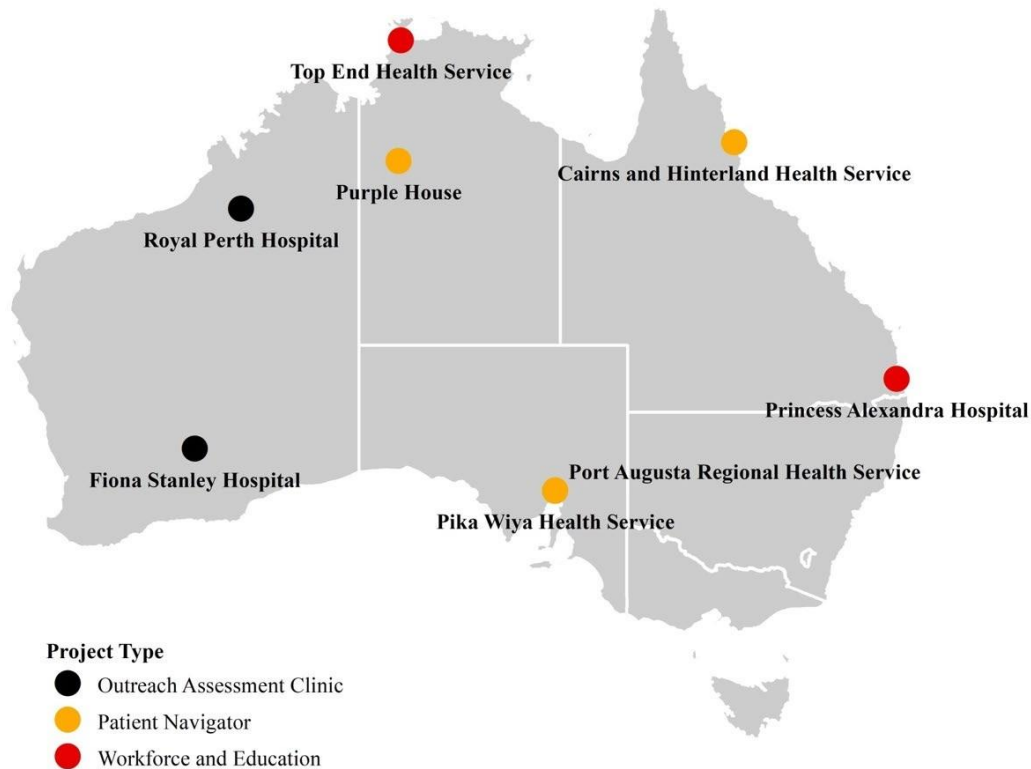 Top End Health Service
Cairns and Hinterland Health Service
Purple House
Royal Perth Hospital
Princess Alexandra Hospital
Port Augusta Regional Health Service
Fiona Stanley Hospital
Pika Wiya Health Service
Project Type
Outreach Assessment Clinic
Patient Navigator
Workforce and Education